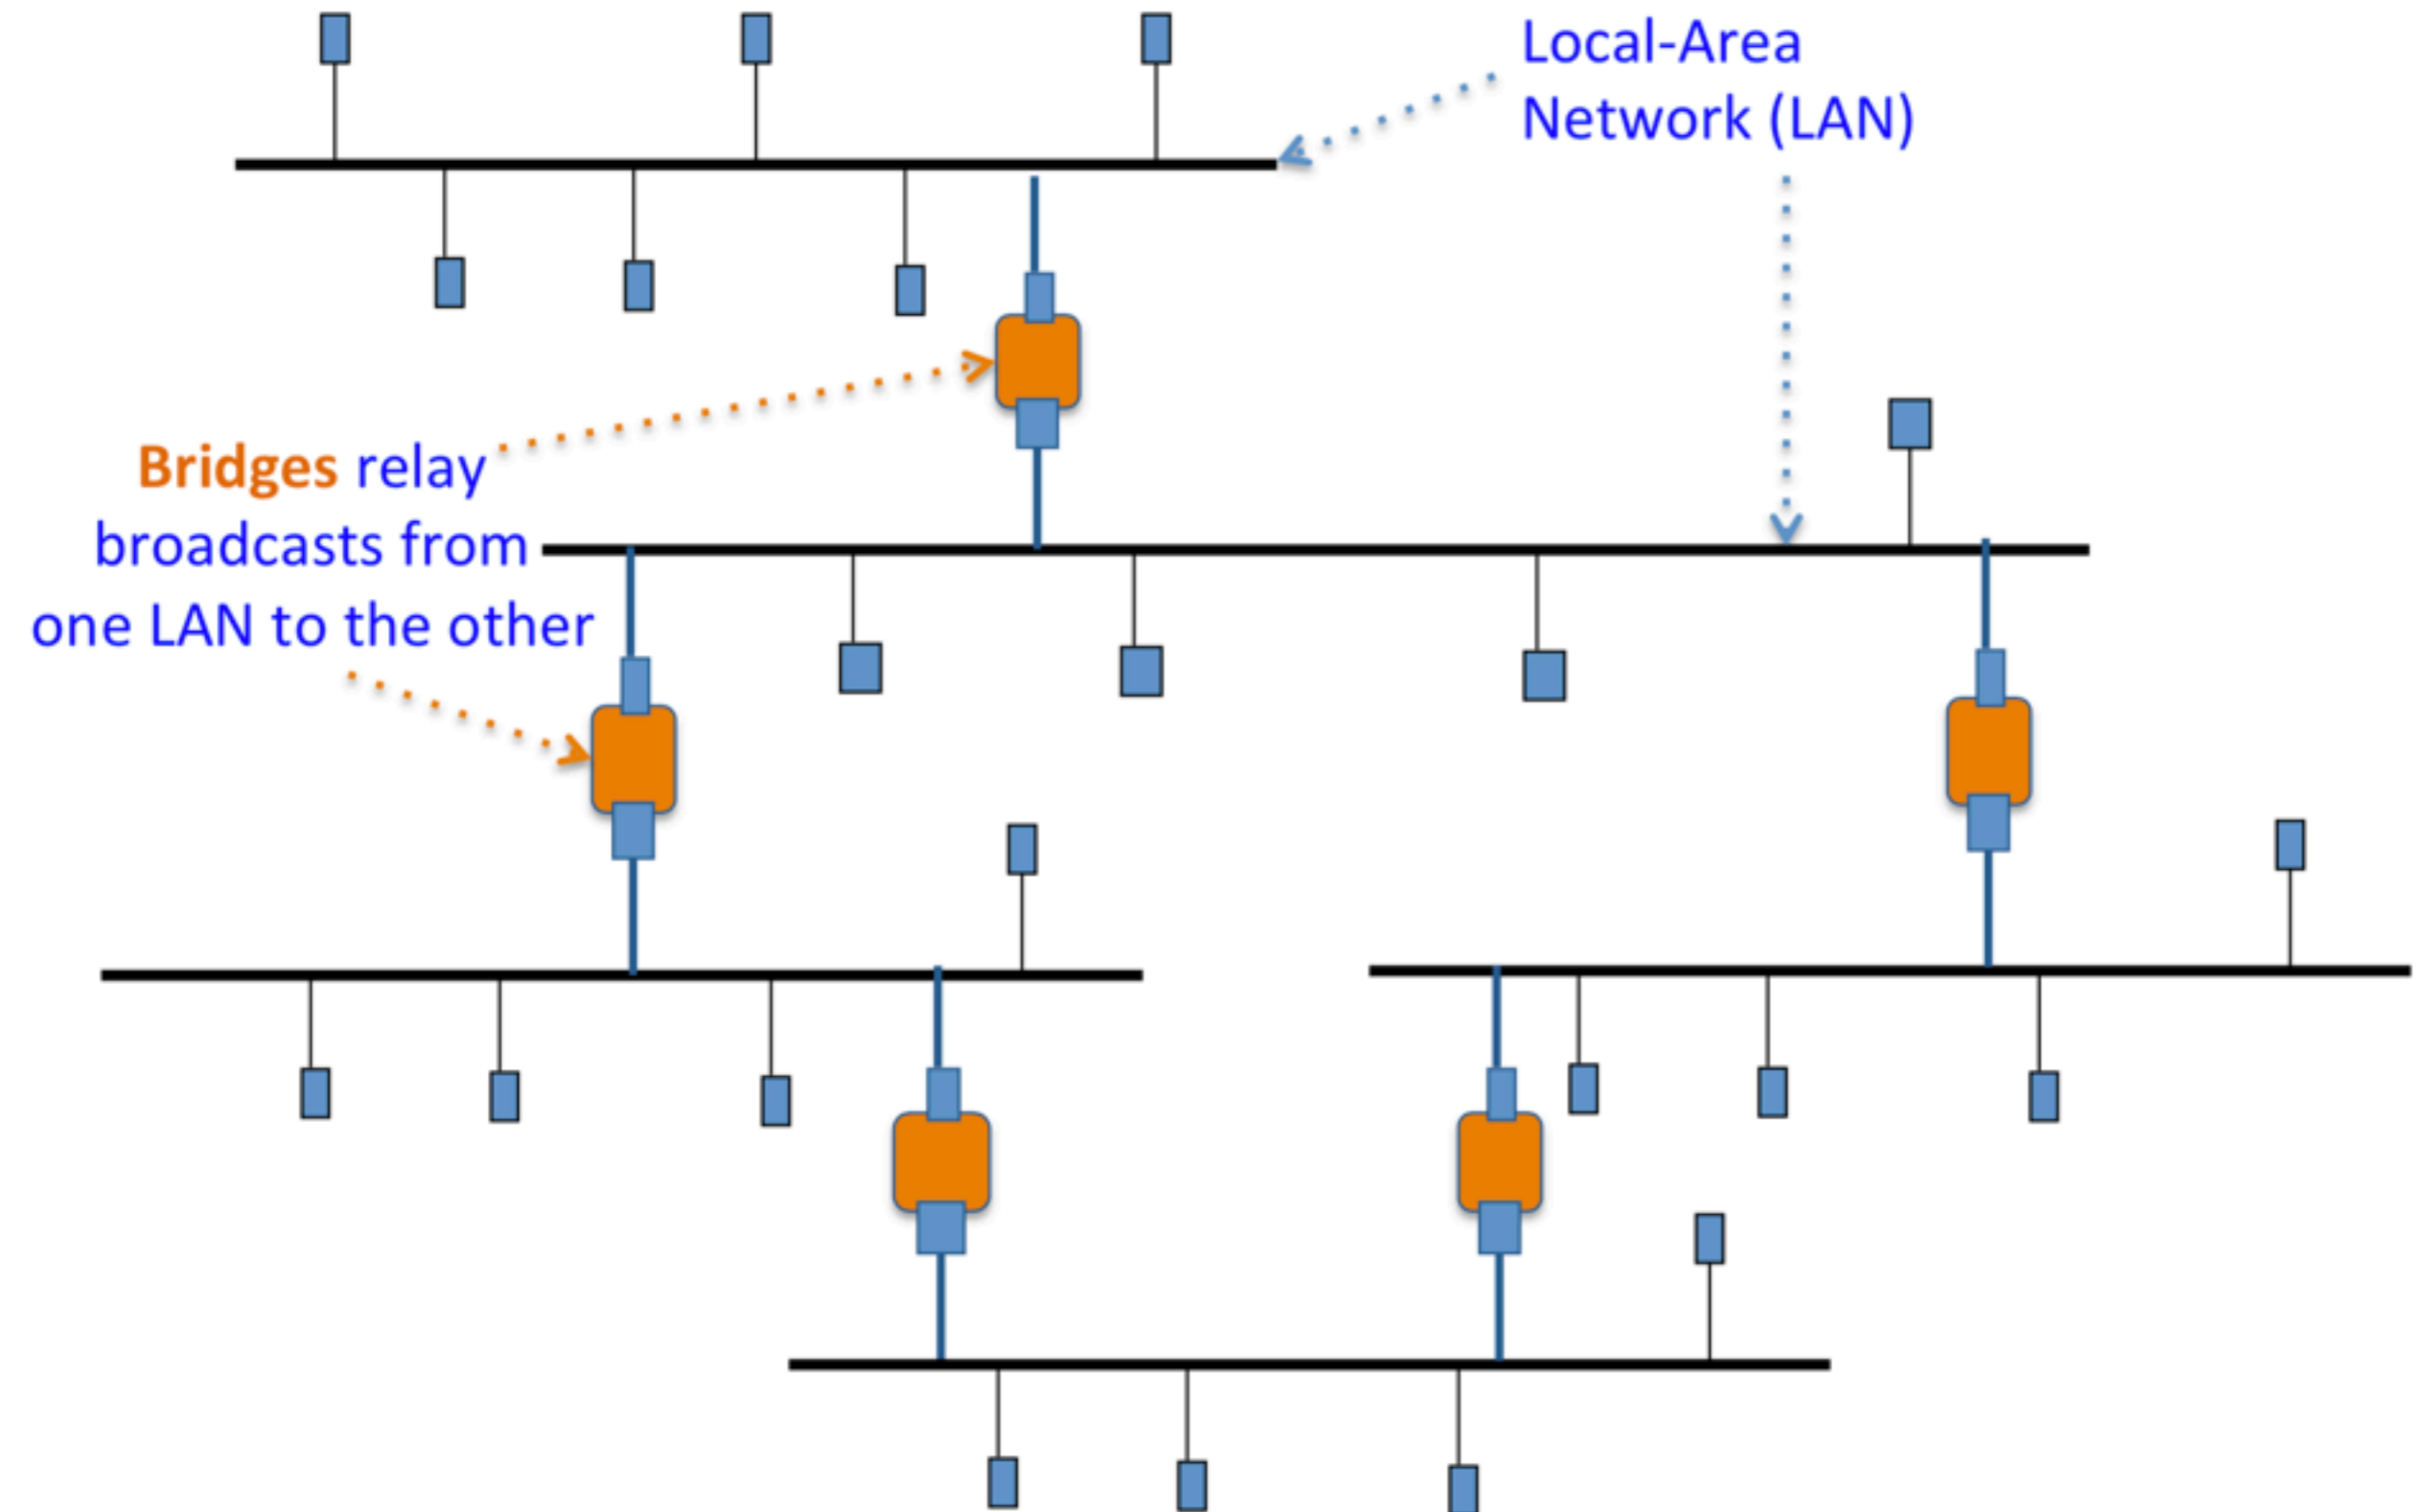 Local-Area
Network (LAN)
Bridges relay
broadcasts from
one LAN to the other